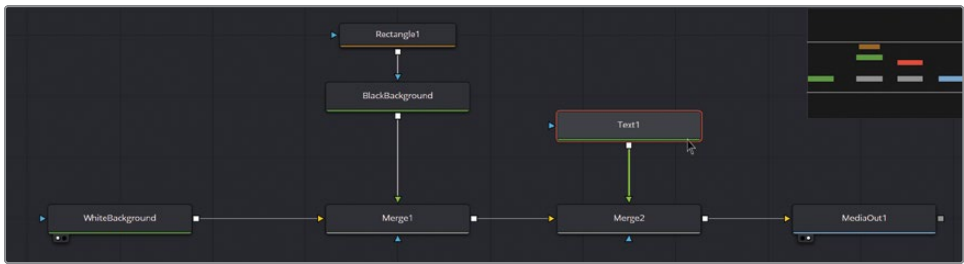 Rectangle1
BlackBackground
Text1
WhiteBackground
Merge1
Merge2
MediaOut1